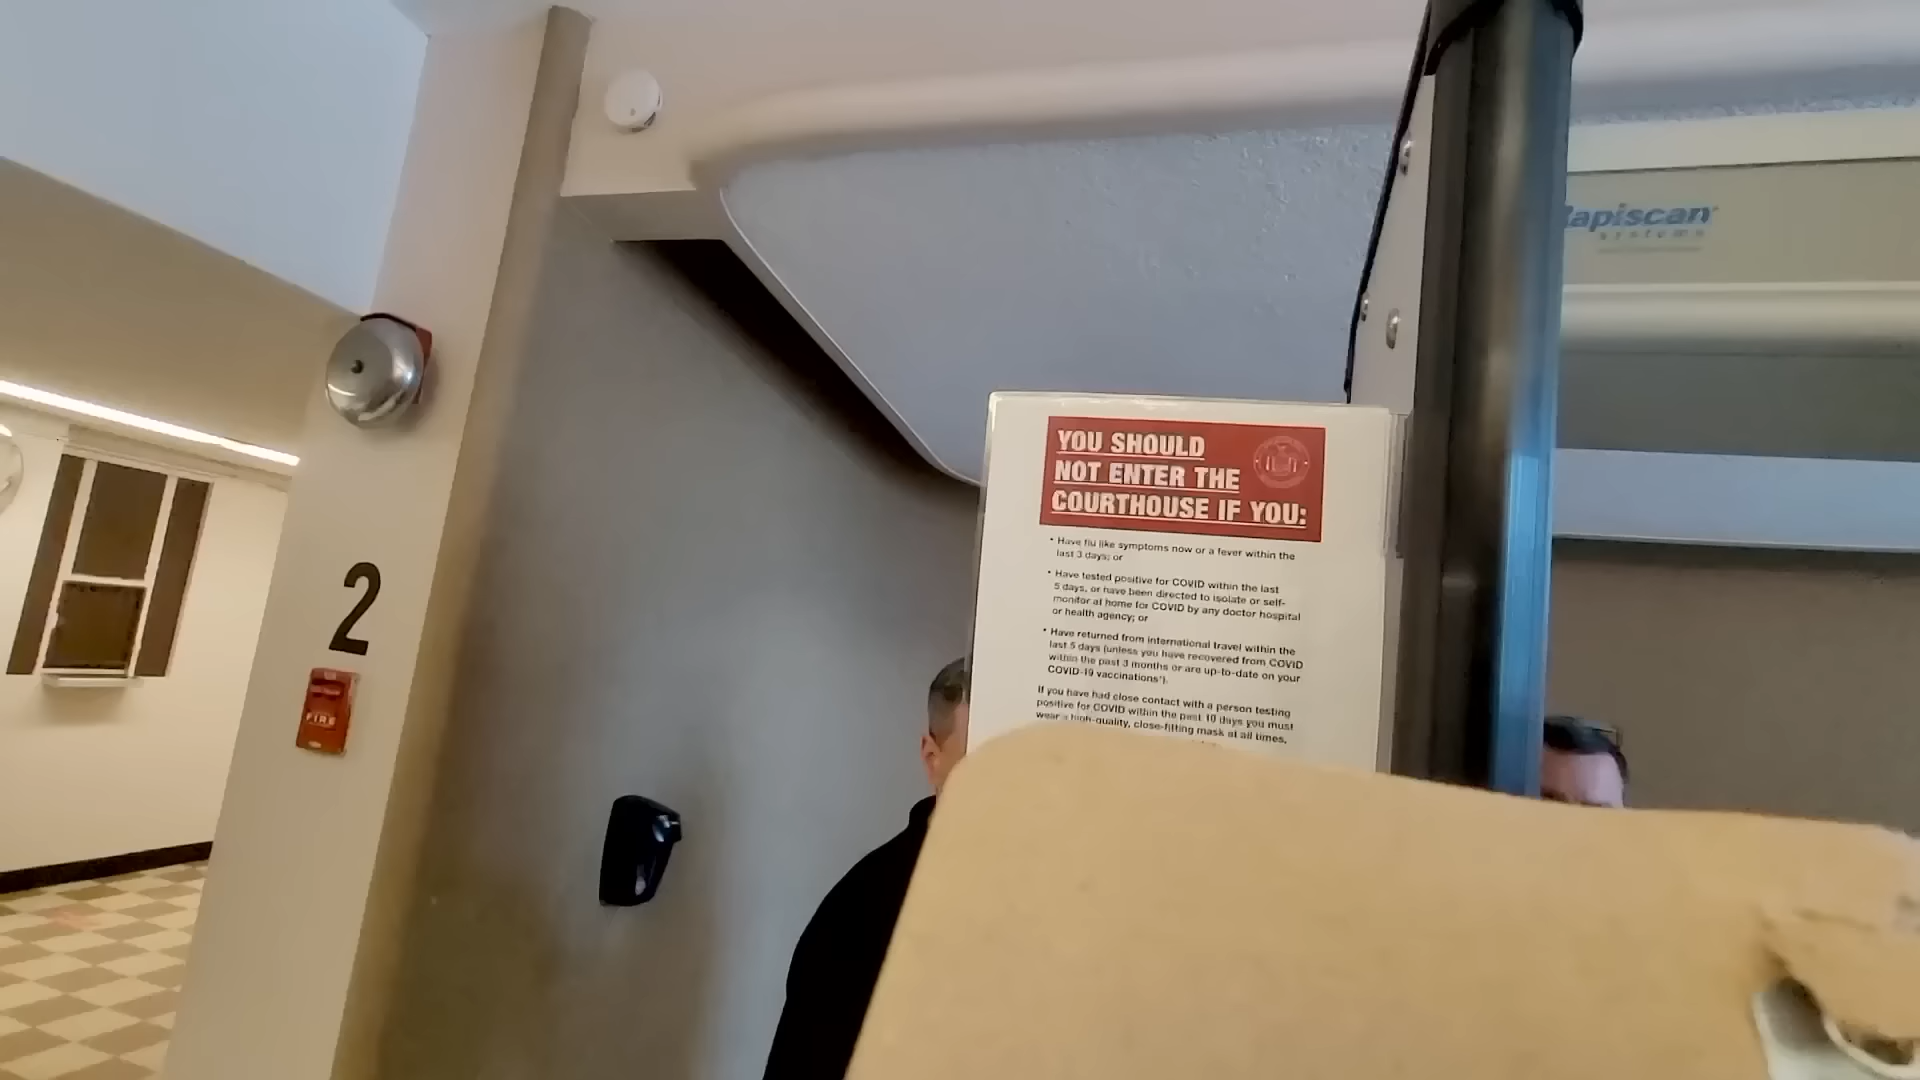 apiscan
systems
YOU SHOULD
NOT ENTER THE
COURTHOUSE IF YOU:
• Have flu like symptoms now or a fever within the
last 3 days; or
• Have tested positive for COVID within the last
5 days, or have been directed to isolate or self-
monitor at home for COVID by any doctor hospital
or health agency; or
• Have returned from international travel within the
last 5 days (unless you have recovered from COVID
within the past 3 months or are up-to-date on your
COVID-19 vaccinations*).
If you have had close contact with a person testing
positive for COVID within the past 10 days you must
wear a high-quality, close-fitting mask at all times,
2
FIRE